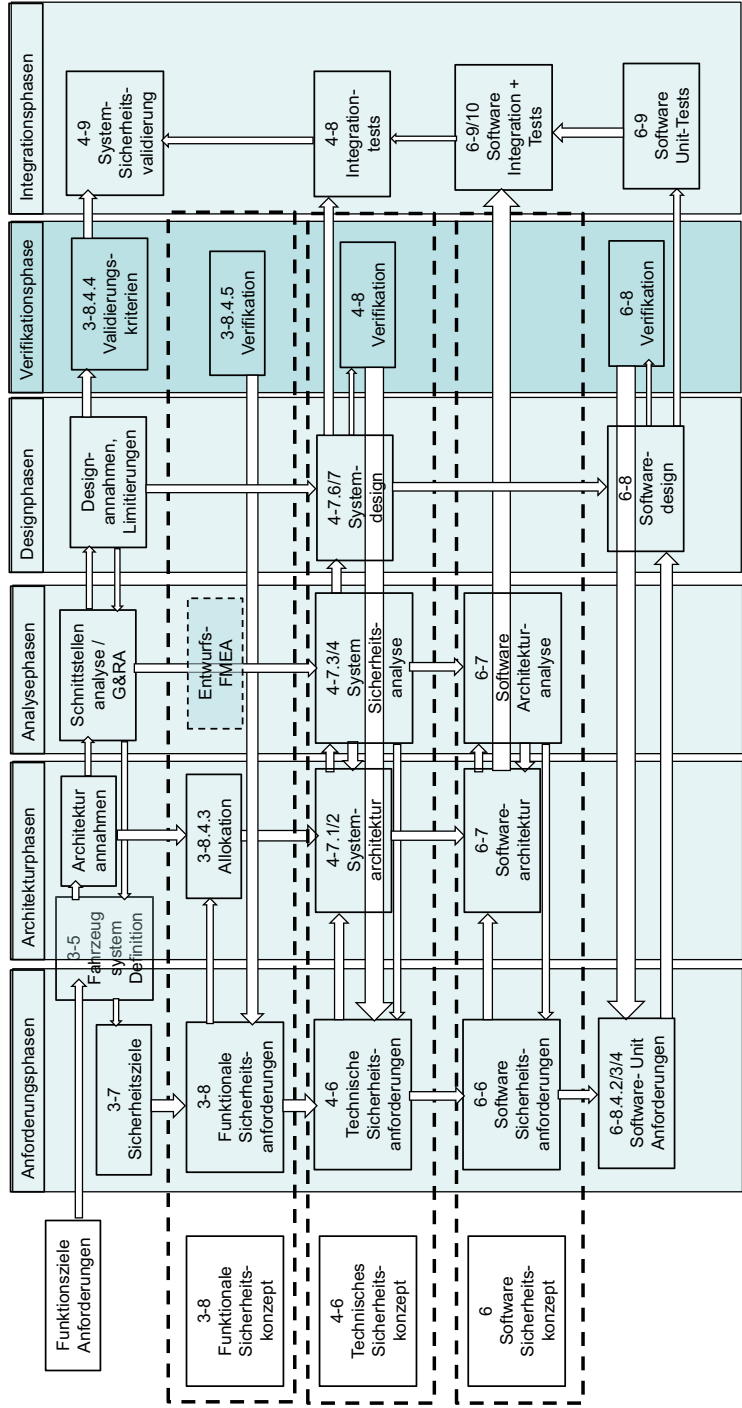 Anforderungsphasen
Architekturphasen
Analysephasen
Designphasen
Verifikationsphase
Integrationsphasen
Funktionsziele
Anforderungen
3-5
Fahrzeug
system
Definition
Architektur
annahmen
Schnittstellen
analyse /
G&RA
Design-
annahmen,
Limitierungen
3-8.4.4
Validierungs-
kriterien
4-9
System-
Sicherheits-
validierung
3-7
Sicherheitsziele
3-8
Funktionale
Sicherheits-
konzept
3-8
Funktionale
Sicherheits-
anforderungen
3-8.4.3
Allokation
Entwurfs-
FMEA
3-8.4.5
Verifikation
4-6
Technisches
Sicherheits-
konzept
4-6
Technische
Sicherheits-
anforderungen
4-7.1/2
System-
architektur
4-7.3/4
System
Sicherheits-
analyse
4-7.6/7
System-
design
4-8
Verifikation
4-8
Integration-
tests
6
Software
Sicherheits-
konzept
6-6
Software
Sicherheits-
anforderungen
6-7
Software-
architektur
6-7
Software
Architektur-
analyse
6-9/10
Software
Integration +
Tests
6-8.4.2/3/4
Software- Unit
Anforderungen
6-8
Software-
design
6-8
Verifikation
6-9
Software
Unit-Tests